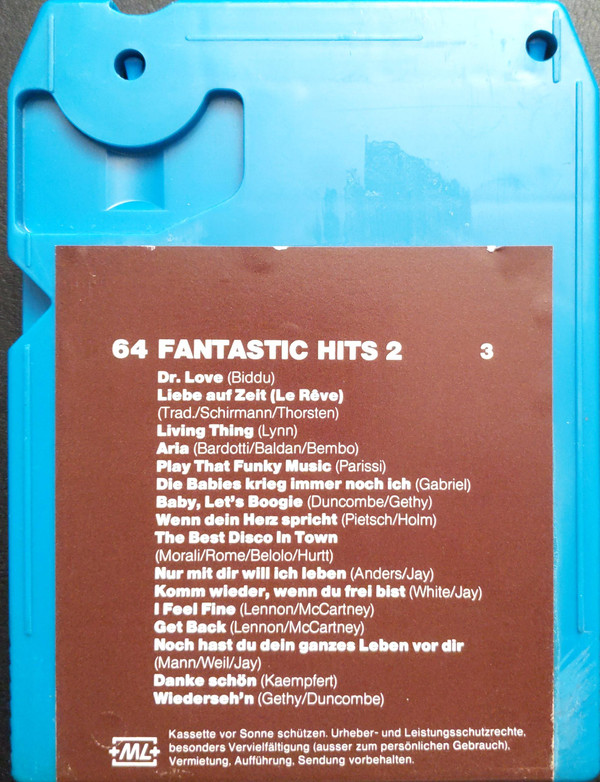 64 FANTASTIC HITS 2 3
Dr. Love (Biddu)
Liebe auf Zeit (Le Rêve)
(Trad./Schirmann/Thorsten)
Living Thing (Lynn)
Aria (Bardotti/Baldan/Bembo)
Play That Funky Music (Parissi)
Die Babies krieg immer noch ich (Gabriel)
Baby, Let's Boogie (Duncombe/Gethy)
Wenn dein Herz spricht (Pietsch/Holm)
The Best Disco In Town
(Morali/Rome/Belolo/Hurtt)
Nur mit dir will ich leben (Anders/Jay)
Komm wieder, wenn du frei bist (White/Jay)
I Feel Fine (Lennon/McCartney)
Get Back (Lennon/McCartney)
Noch hast du dein ganzes Leben vor dir
(Mann/Weil/Jay)
Danke schön (Kaempfert)
Wiederseh'n (Gethy/Duncombe)
+ML+ Kassette vor Sonne schützen. Urheber- und Leistungsschutzrechte,
besonders Vervielfältigung (ausser zum persönlichen Gebrauch),
Vermietung, Aufführung, Sendung vorbehalten.